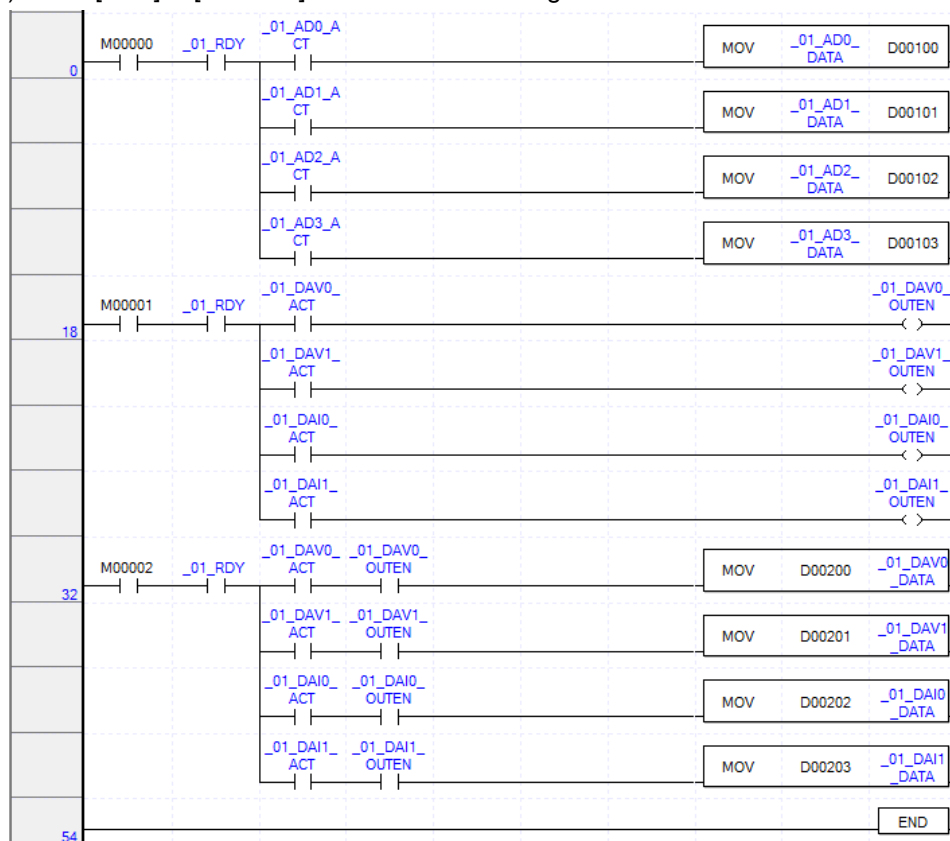 M00000 _01_RDY _01_AD0_A
CT MOV _01_AD0_
DATA D00100
0
_01_AD1_A
CT MOV _01_AD1_
DATA D00101
_01_AD2_A
CT MOV _01_AD2_
DATA D00102
_01_AD3_A
CT MOV _01_AD3_
DATA D00103
M00001 _01_RDY _01_DAV0_
ACT _01_DAV0_
OUTEN
18
_01_DAV1_
ACT _01_DAV1_
OUTEN
_01_DAI0_
ACT _01_DAI0_
OUTEN
_01_DAI1_
ACT _01_DAI1_
OUTEN
M00002 _01_RDY _01_DAV0_
ACT _01_DAV0_
OUTEN MOV D00200 _01_DAV0
_DATA
32
_01_DAV1_
ACT _01_DAV1_
OUTEN MOV D00201 _01_DAV1
_DATA
_01_DAI0_
ACT _01_DAI0_
OUTEN MOV D00202 _01_DAI0
_DATA
_01_DAI1_
ACT _01_DAI1_
OUTEN MOV D00203 _01_DAI1
_DATA
END
54